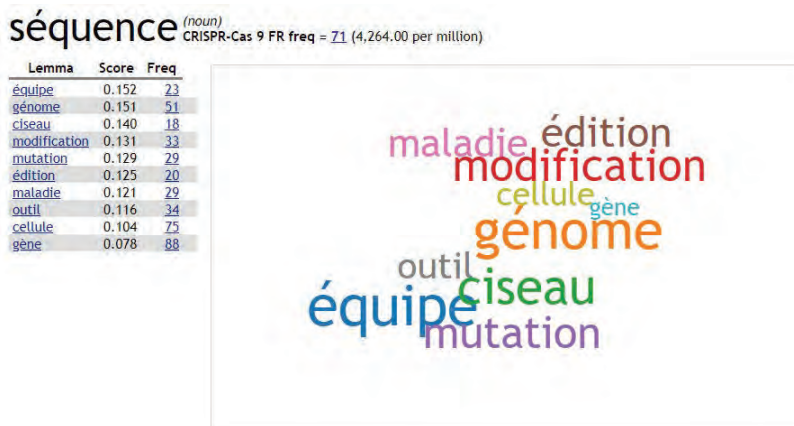 séquence (noun)
CRISPR-Cas 9 FR freq = 71 (4,264.00 per million)
Lemma Score Freq
équipe 0.152 23
génome 0.151 51
ciseau 0.140 18
modification 0.131 33
mutation 0.129 29
édition 0.125 20
maladie 0.121 29
outil 0.116 34
cellule 0.104 75
gène 0.078 88
édition
maladie
modification
cellule
gène
génome
outil
ciseau
équipe
mutation